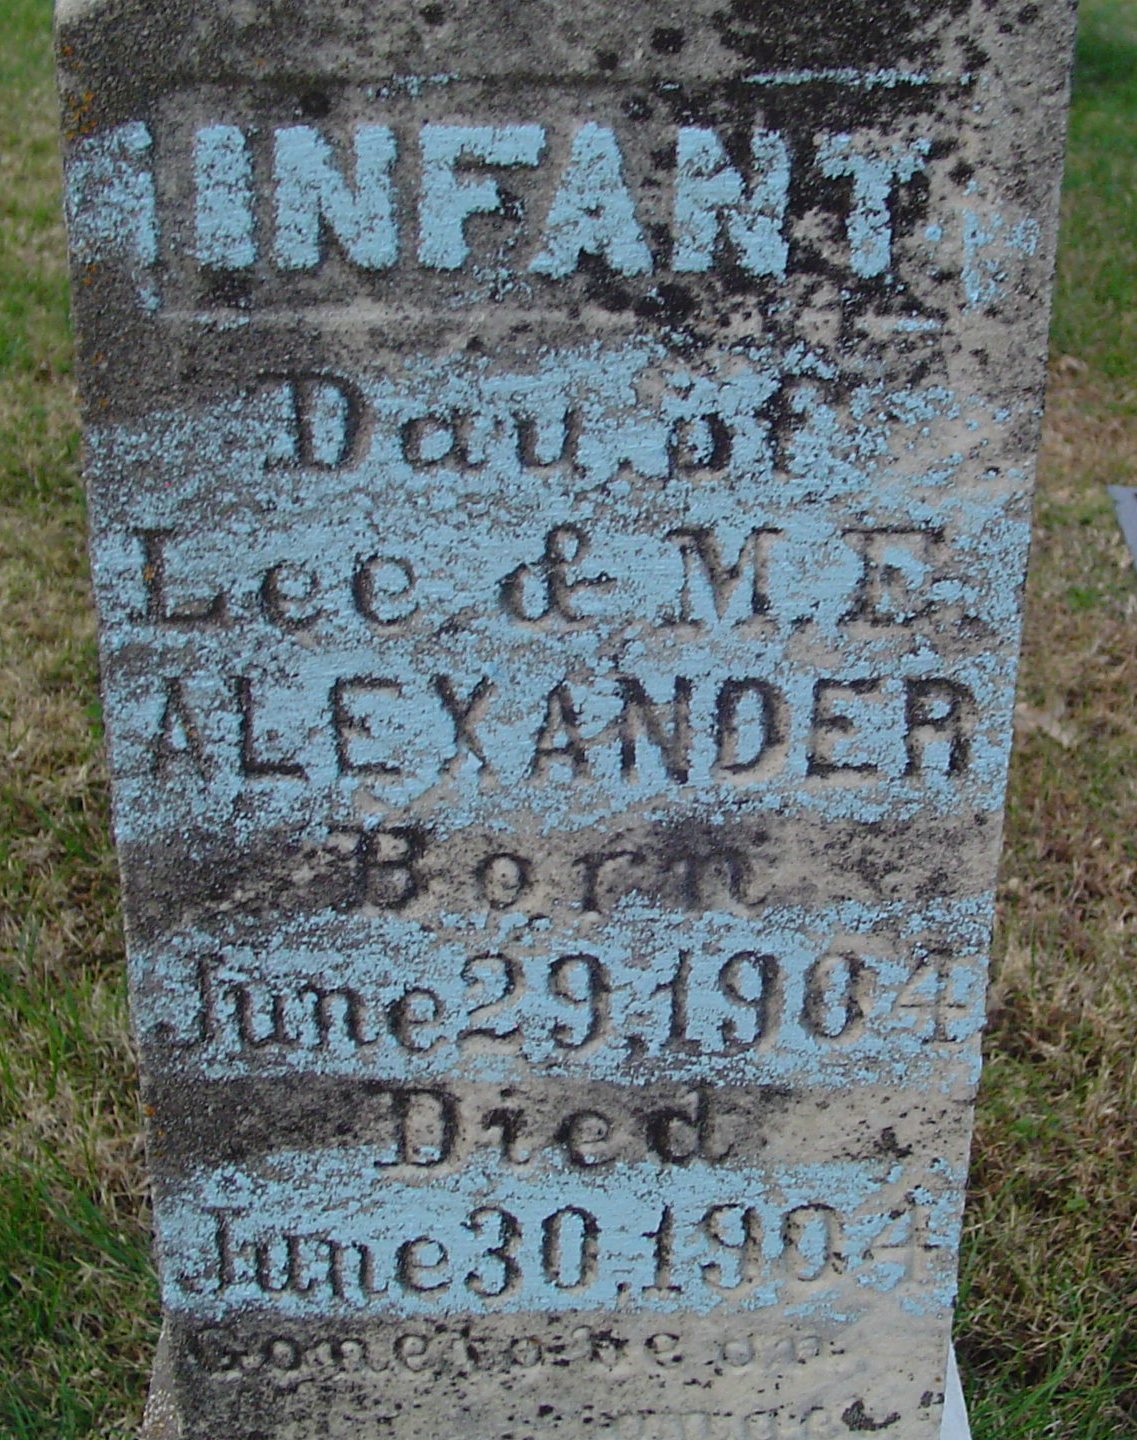 INFANT
Dau. of
Lee & M.E.
ALEXANDER
Born
June 29, 1904
Died
June 30, 1904